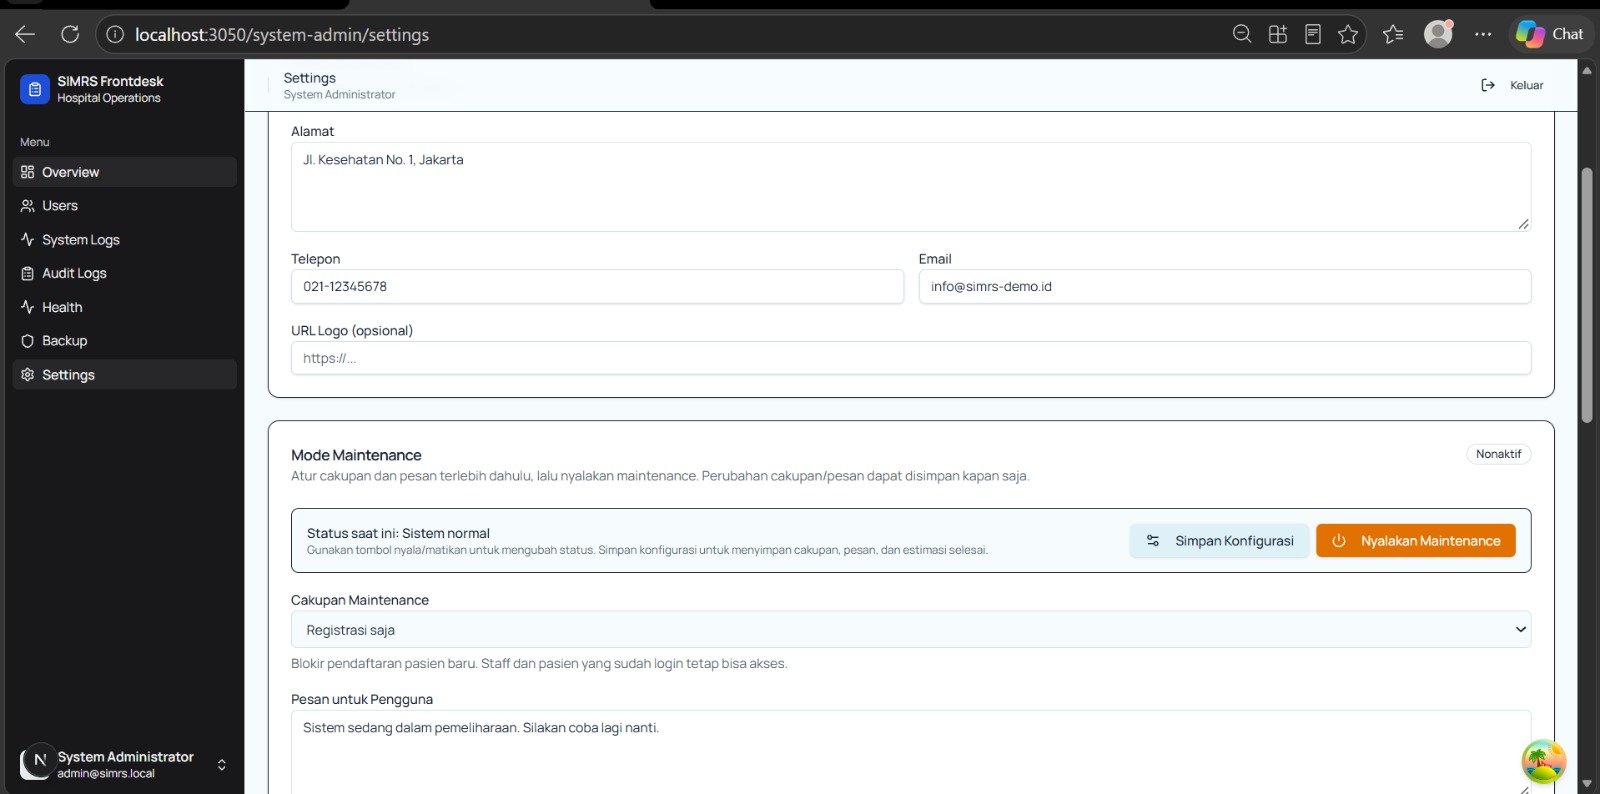 localhost:3050/system-admin/settings
Chat
SIMRS Frontdesk
Hospital Operations
Menu
Overview
Users
System Logs
Audit Logs
Health
Backup
Settings
N
System Administrator
admin@simrs.local
Settings
System Administrator
Keluar
Alamat
Jl. Kesehatan No. 1, Jakarta
Telepon
Email
021-12345678
info@simrs-demo.id
URL Logo (opsional)
https://...
Mode Maintenance
Nonaktif
Atur cakupan dan pesan terlebih dahulu, lalu nyalakan maintenance. Perubahan cakupan/pesan dapat disimpan kapan saja.
Status saat ini: Sistem normal
Gunakan tombol nyala/matikan untuk mengubah status. Simpan konfigurasi untuk menyimpan cakupan, pesan, dan estimasi selesai.
Simpan Konfigurasi
Nyalakan Maintenance
Cakupan Maintenance
Registrasi saja
Blokir pendaftaran pasien baru. Staff dan pasien yang sudah login tetap bisa akses.
Pesan untuk Pengguna
Sistem sedang dalam pemeliharaan. Silakan coba lagi nanti.